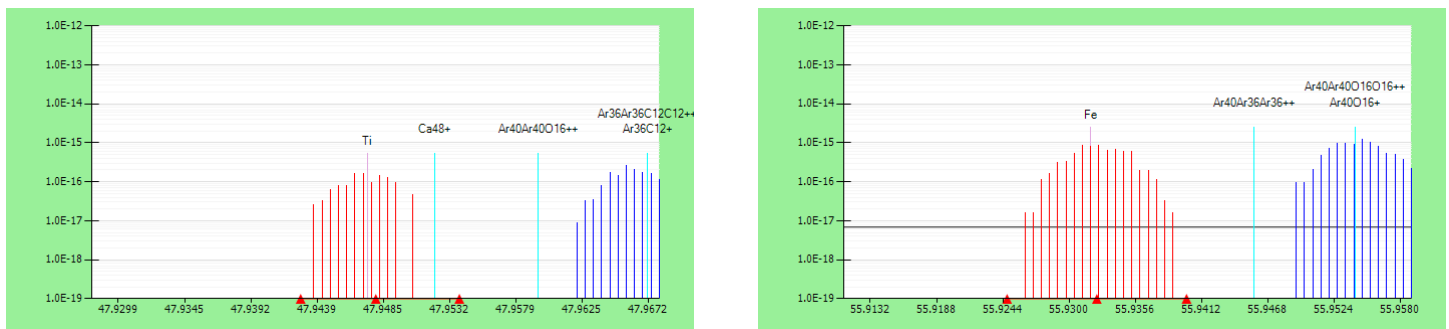 1.0E-12
1.0E-13
1.0E-14
1.0E-15
1.0E-16
1.0E-17
1.0E-18
1.0E-19
Ar36Ar36C12C12++
Ti Ca48+ Ar40Ar40O16++ Ar36C12+
47.9299 47.9345 47.9392 47.9439 47.9485 47.9532 47.9579 47.9625 47.9672
1.0E-12
1.0E-13
1.0E-14
1.0E-15
1.0E-16
1.0E-17
1.0E-18
1.0E-19
Ar40Ar40O16O16++
Fe Ar40Ar36Ar36++ Ar40O16+
55.9132 55.9188 55.9244 55.9300 55.9356 55.9412 55.9468 55.9524 55.9580